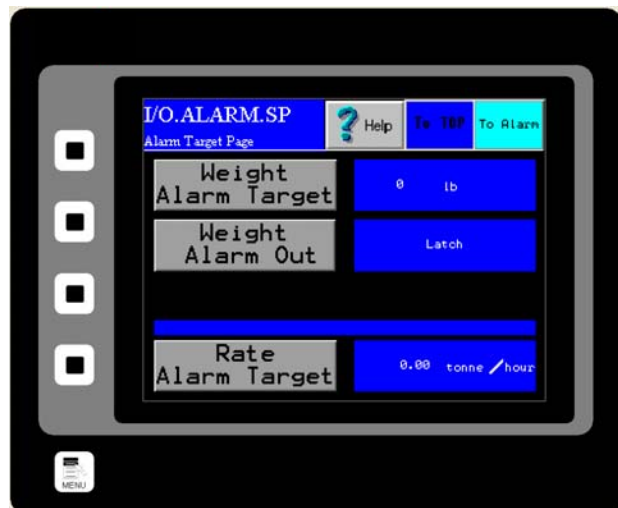 I/O.ALARM.SP
Alarm Target Page
Help
To TOP
To Alarm
Weight
Alarm Target
0 lb
Weight
Alarm Out
Latch
Rate
Alarm Target
0.00 tonne/hour
MENU